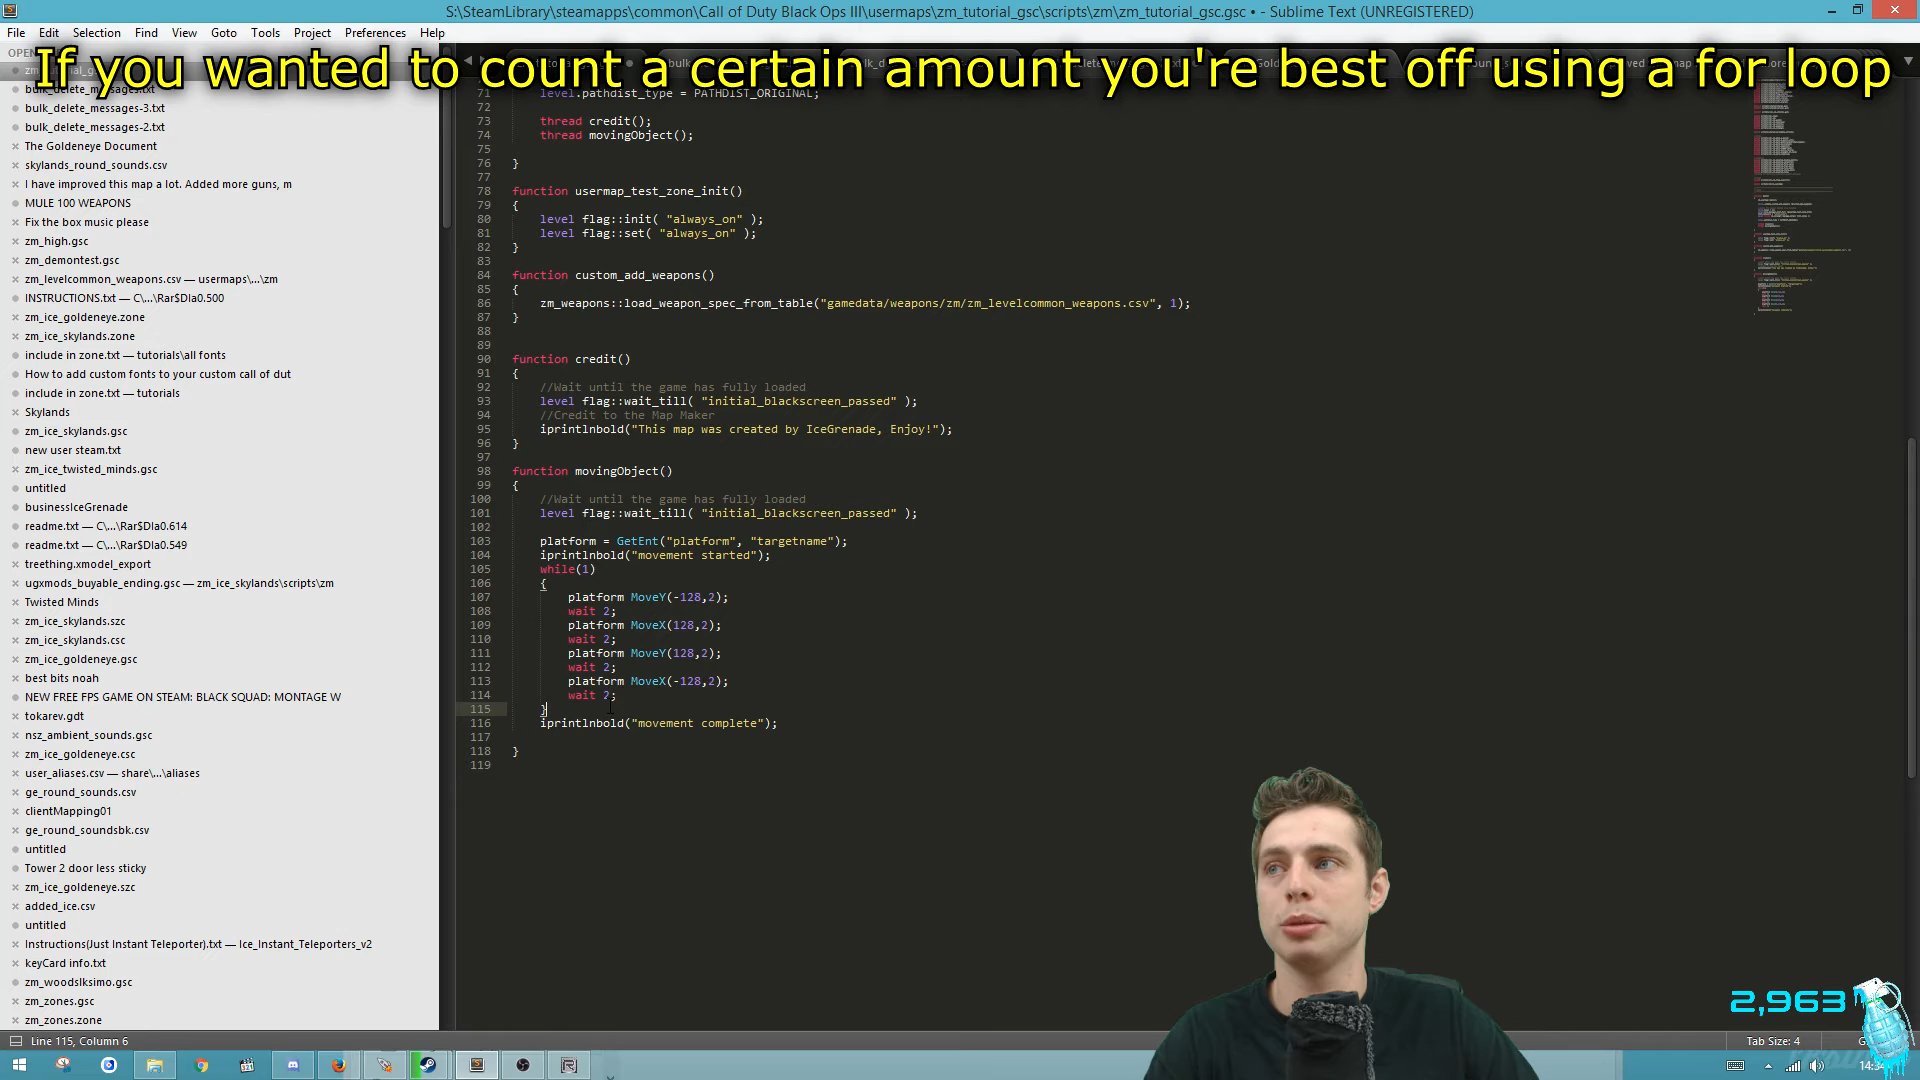 S:\SteamLibrary\steamapps\common\Call of Duty Black Ops III\usermaps\zm_tutorial_gsc\scripts\zm\zm_tutorial_gsc.gsc • - Sublime Text (UNREGISTERED)
File Edit Selection Find View Goto Tools Project Preferences Help
If you wanted to count a certain amount you're best off using a for loop
bulk_delete_messages.txt
bulk_delete_messages-3.txt
bulk_delete_messages-2.txt
The Goldeneye Document
skylands_round_sounds.csv
I have improved this map a lot. Added more guns, m
MULE 100 WEAPONS
Fix the box music please
zm_high.gsc
zm_demontest.gsc
zm_levelcommon_weapons.csv — usermaps\...\zm
INSTRUCTIONS.txt — C\...\Rar$DIa0.500
zm_ice_goldeneye.zone
zm_ice_skylands.zone
include in zone.txt — tutorials\all fonts
How to add custom fonts to your custom call of dut
include in zone.txt — tutorials
Skylands
zm_ice_skylands.gsc
new user steam.txt
zm_ice_twisted_minds.gsc
untitled
businessIceGrenade
readme.txt — C\...\Rar$DIa0.614
readme.txt — C\...\Rar$DIa0.549
treething.xmodel_export
ugxmods_buyable_ending.gsc — zm_ice_skylands\scripts\zm
Twisted Minds
zm_ice_skylands.szc
zm_ice_skylands.csc
zm_ice_goldeneye.gsc
best bits noah
NEW FREE FPS GAME ON STEAM: BLACK SQUAD: MONTAGE W
tokarev.gdt
nsz_ambient_sounds.gsc
zm_ice_goldeneye.csc
user_aliases.csv — share\...\aliases
ge_round_sounds.csv
clientMapping01
ge_round_soundsbk.csv
untitled
Tower 2 door less sticky
zm_ice_goldeneye.szc
added_ice.csv
untitled
Instructions(Just Instant Teleporter).txt — Ice_Instant_Teleporters_v2
keyCard info.txt
zm_woodslksimo.gsc
zm_zones.gsc
zm_zones.zone
71 level.pathdist_type = PATHDIST_ORIGINAL;
72
73 thread credit();
74 thread movingObject();
75
76 }
77
78 function usermap_test_zone_init()
79 {
80 level flag::init( "always_on" );
81 level flag::set( "always_on" );
82 }
83
84 function custom_add_weapons()
85 {
86 zm_weapons::load_weapon_spec_from_table("gamedata/weapons/zm/zm_levelcommon_weapons.csv", 1);
87 }
88
89
90 function credit()
91 {
92 //Wait until the game has fully loaded
93 level flag::wait_till( "initial_blackscreen_passed" );
94 //Credit to the Map Maker
95 iprintlnbold("This map was created by IceGrenade, Enjoy!");
96 }
97
98 function movingObject()
99 {
100 //Wait until the game has fully loaded
101 level flag::wait_till( "initial_blackscreen_passed" );
102
103 platform = GetEnt("platform", "targetname");
104 iprintlnbold("movement started");
105 while(1)
106 {
107 platform MoveY(-128,2);
108 wait 2;
109 platform MoveX(128,2);
110 wait 2;
111 platform MoveY(128,2);
112 wait 2;
113 platform MoveX(-128,2);
114 wait 2;
115 }
116 iprintlnbold("movement complete");
117
118 }
119
2,963
Line 115, Column 6
Tab Size: 4